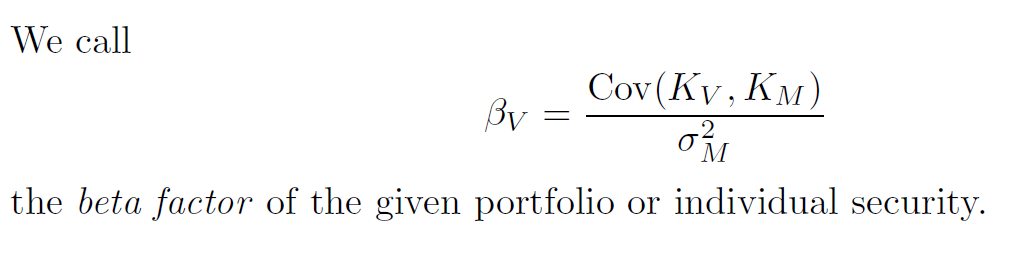 We call
β_V = Cov(K_V, K_M) / σ_M^2
the beta factor of the given portfolio or individual security.